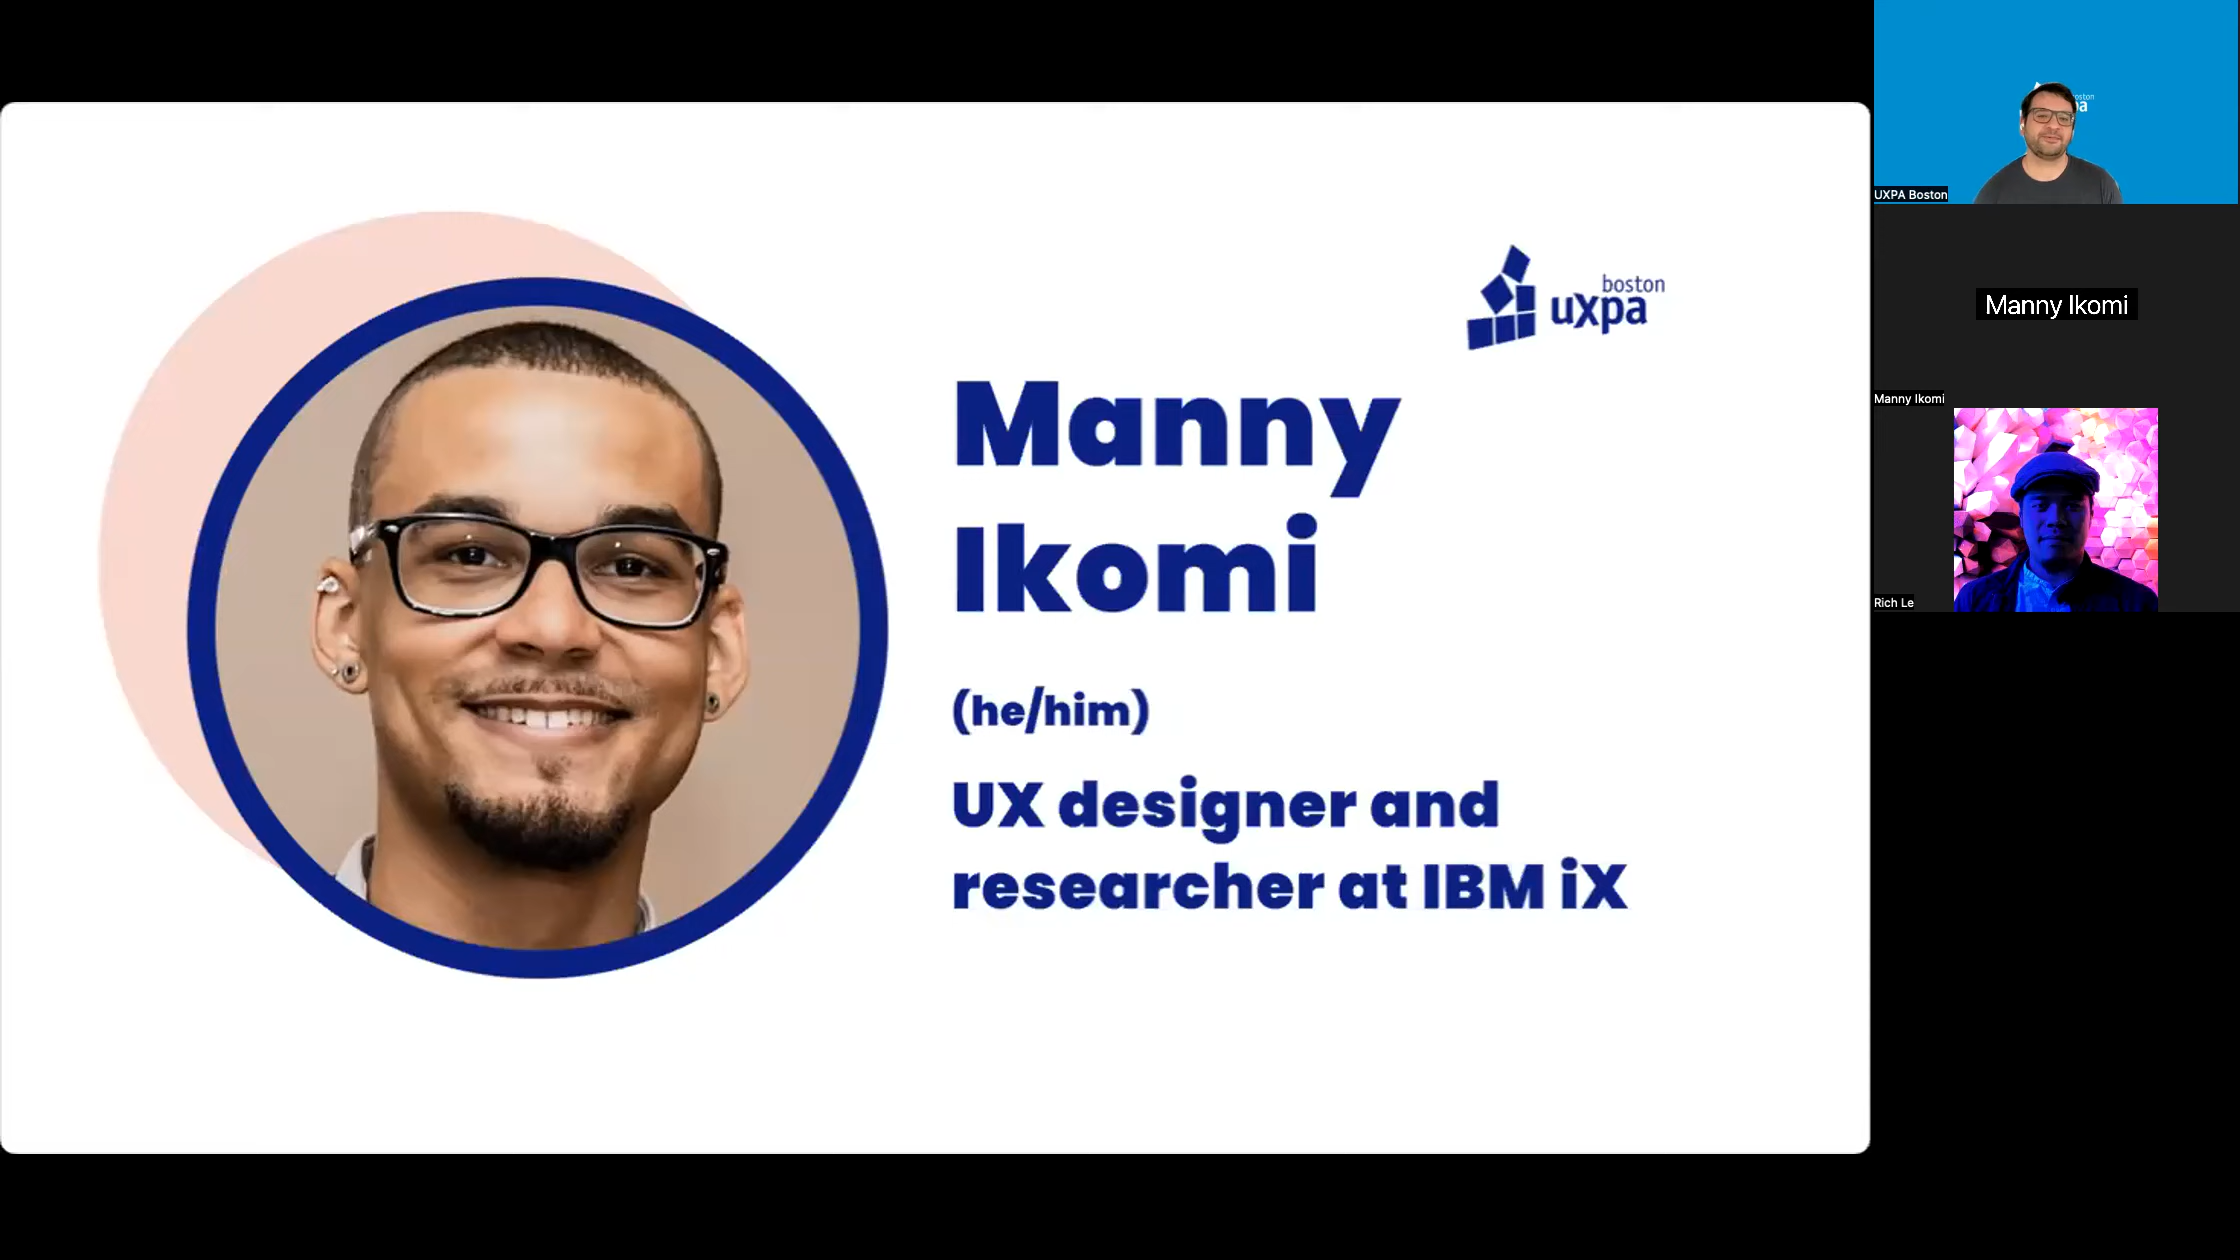 boston
uxpa
Manny
Ikomi
(he/him)
UX designer and
researcher at IBM iX
UXPA Boston
Manny Ikomi
Manny Ikomi
Rich Le